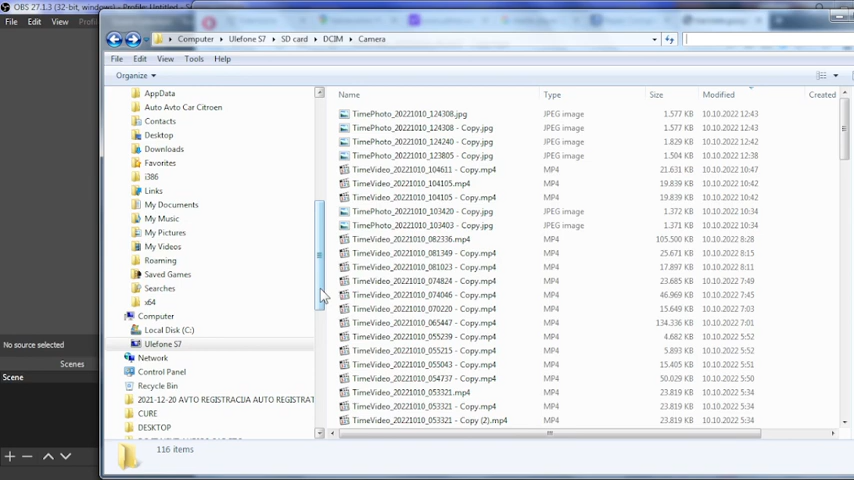 OBS 27.1.3 (32-bit, windows) - Profile: Untitled - S
File Edit View
Computer Ulefone S7 SD card DCIM Camera
File Edit View Tools Help
Organize
Name Type Size Modified Created
AppData
Auto Avto Car Citroen
Contacts
Desktop
Downloads
Favorites
i386
Links
My Documents
My Music
My Pictures
My Videos
Roaming
Saved Games
Searches
x64
Computer
Local Disk (C:)
Ulefone S7
Network
Control Panel
Recycle Bin
2021-12-20 AVTO REGISTRACIJA AUTO REGISTRAT
CURE
DESKTOP
TimePhoto_20221010_124308.jpg JPEG image 1.577 KB 10.10.2022 12:43
TimePhoto_20221010_124308 - Copy.jpg JPEG image 1.577 KB 10.10.2022 12:43
TimePhoto_20221010_124240 - Copy.jpg JPEG image 1.829 KB 10.10.2022 12:42
TimePhoto_20221010_123805 - Copy.jpg JPEG image 1.504 KB 10.10.2022 12:38
TimeVideo_20221010_104611 - Copy.mp4 MP4 21.631 KB 10.10.2022 10:47
TimeVideo_20221010_104105.mp4 MP4 19.839 KB 10.10.2022 10:42
TimeVideo_20221010_104105 - Copy.mp4 MP4 19.839 KB 10.10.2022 10:42
TimePhoto_20221010_103420 - Copy.jpg JPEG image 1.372 KB 10.10.2022 10:34
TimePhoto_20221010_103403 - Copy.jpg JPEG image 1.371 KB 10.10.2022 10:34
TimeVideo_20221010_082336.mp4 MP4 105.500 KB 10.10.2022 8:28
TimeVideo_20221010_081349 - Copy.mp4 MP4 25.671 KB 10.10.2022 8:15
TimeVideo_20221010_081023 - Copy.mp4 MP4 17.897 KB 10.10.2022 8:11
TimeVideo_20221010_074824 - Copy.mp4 MP4 23.685 KB 10.10.2022 7:49
TimeVideo_20221010_074046 - Copy.mp4 MP4 46.969 KB 10.10.2022 7:45
TimeVideo_20221010_070220 - Copy.mp4 MP4 15.649 KB 10.10.2022 7:03
TimeVideo_20221010_065447 - Copy.mp4 MP4 134.336 KB 10.10.2022 7:01
TimeVideo_20221010_055239 - Copy.mp4 MP4 4.682 KB 10.10.2022 5:52
TimeVideo_20221010_055215 - Copy.mp4 MP4 5.893 KB 10.10.2022 5:52
TimeVideo_20221010_055043 - Copy.mp4 MP4 15.405 KB 10.10.2022 5:51
TimeVideo_20221010_054737 - Copy.mp4 MP4 50.029 KB 10.10.2022 5:50
TimeVideo_20221010_053321.mp4 MP4 23.819 KB 10.10.2022 5:34
TimeVideo_20221010_053321 - Copy.mp4 MP4 23.819 KB 10.10.2022 5:34
TimeVideo_20221010_053321 - Copy (2).mp4 MP4 23.819 KB 10.10.2022 5:34
No source selected
Scenes
Scene
116 items